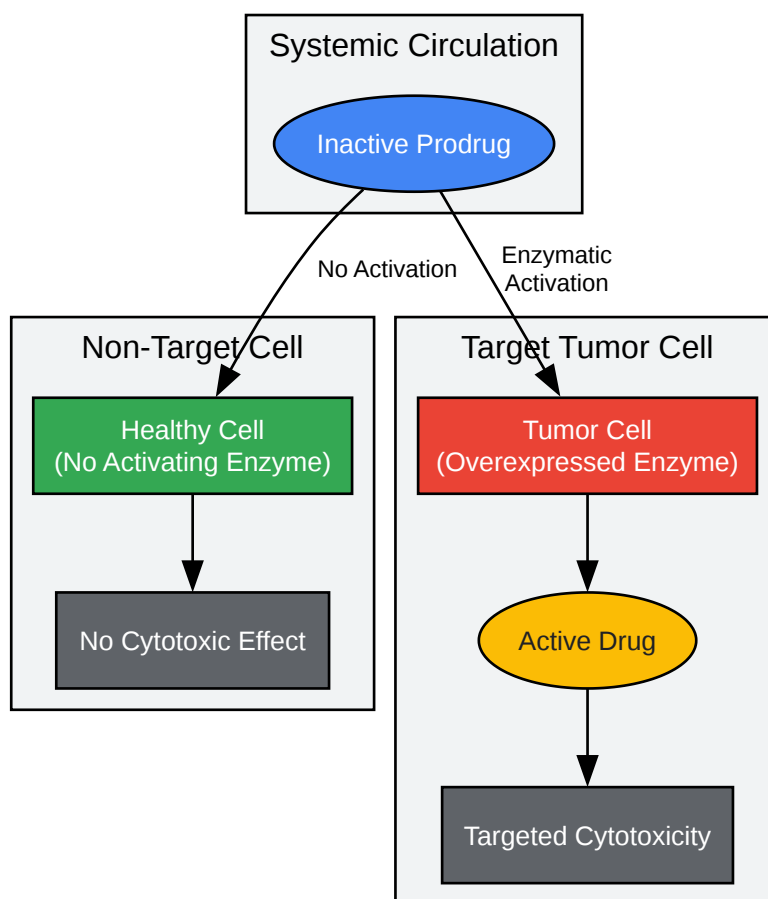 Systemic Circulation
Inactive Prodrug
No Activation
Enzymatic
Activation
Non-Target Cell
Healthy Cell
(No Activating Enzyme)
No Cytotoxic Effect
Target Tumor Cell
Tumor Cell
(Overexpressed Enzyme)
Active Drug
Targeted Cytotoxicity